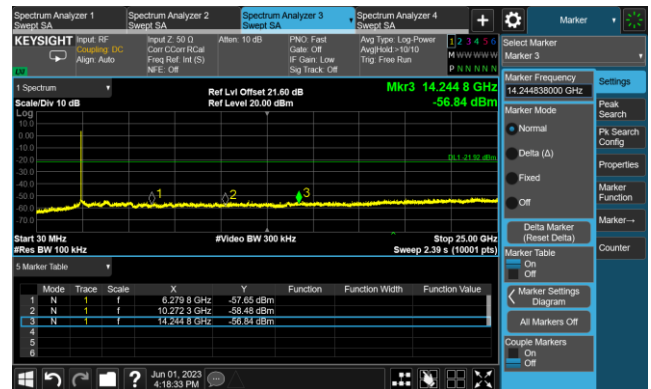 Spectrum Analyzer 1
Swept SA
Spectrum Analyzer 2
Swept SA
Spectrum Analyzer 3
Swept SA
Spectrum Analyzer 4
Swept SA
+
Marker
KEYSIGHT
Input: RF
Coupling: DC
Align: Auto
Input Z: 50 Ω
Corr CCorr RCal
Freq Ref: Int (S)
NFE: Off
Atten: 10 dB
PNO: Fast
Gate: Off
IF Gain: Low
Sig Track: Off
Avg Type: Log-Power
Avg|Hold:>10/10
Trig: Free Run
1 2 3 4 5 6
M W W W W W
P N N N N N
LXI
Select Marker
Marker 3
1 Spectrum
Scale/Div 10 dB
Ref Lvl Offset 21.60 dB
Ref Level 20.00 dBm
Mkr3 14.244 8 GHz
-56.84 dBm
Log
10.0
0.00
-10.0
-20.0
-30.0
-40.0
-50.0
-60.0
-70.0
DL1 -21.92 dBm
1
2
3
Start 30 MHz
#Res BW 100 kHz
#Video BW 300 kHz
Stop 25.00 GHz
Sweep 2.39 s (10001 pts)
5 Marker Table
Mode Trace Scale X Y Function Function Width Function Value
1 N 1 f 6.279 8 GHz -57.65 dBm
2 N 1 f 10.272 3 GHz -58.48 dBm
3 N 1 f 14.244 8 GHz -56.84 dBm
4
5
6
Marker Frequency
14.244838000 GHz
Marker Mode
Normal
Delta (Δ)
Fixed
Off
Delta Marker
(Reset Delta)
Marker Table
On
Off
Marker Settings
Diagram
All Markers Off
Couple Markers
On
Off
Settings
Peak
Search
Pk Search
Config
Properties
Marker
Function
Marker→
Counter
?
Jun 01, 2023
4:18:33 PM